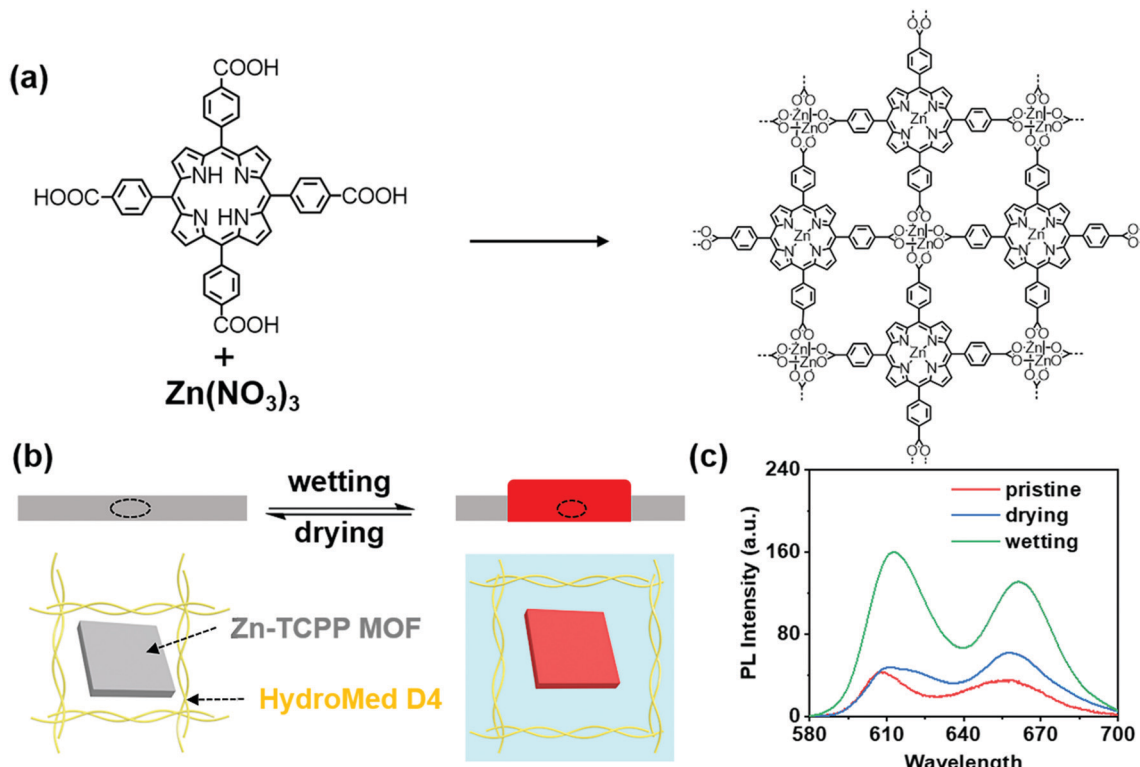 (a)
COOH
HOOC
NH
N
N
HN
COOH
COOH
+
Zn(NO₃)₃
(b)
wetting
drying
Zn-TCPP MOF
HydroMed D4
(c)
240
160
80
0
PL Intensity (a.u.)
pristine
drying
wetting
580 610 640 670 700
Wavelength